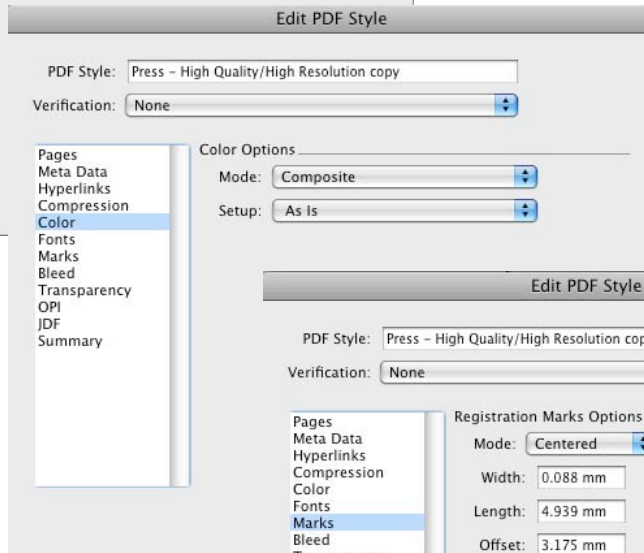 Edit PDF Style
PDF Style: Press – High Quality/High Resolution copy
Verification: None
Pages
Meta Data
Hyperlinks
Compression
Color
Fonts
Marks
Bleed
Transparency
OPI
JDF
Summary
Color Options
Mode: Composite
Setup: As Is
Edit PDF Style
PDF Style: Press – High Quality/High Resolution cop
Verification: None
Pages
Meta Data
Hyperlinks
Compression
Color
Fonts
Marks
Bleed
Registration Marks Options
Mode: Centered
Width: 0.088 mm
Length: 4.939 mm
Offset: 3.175 mm